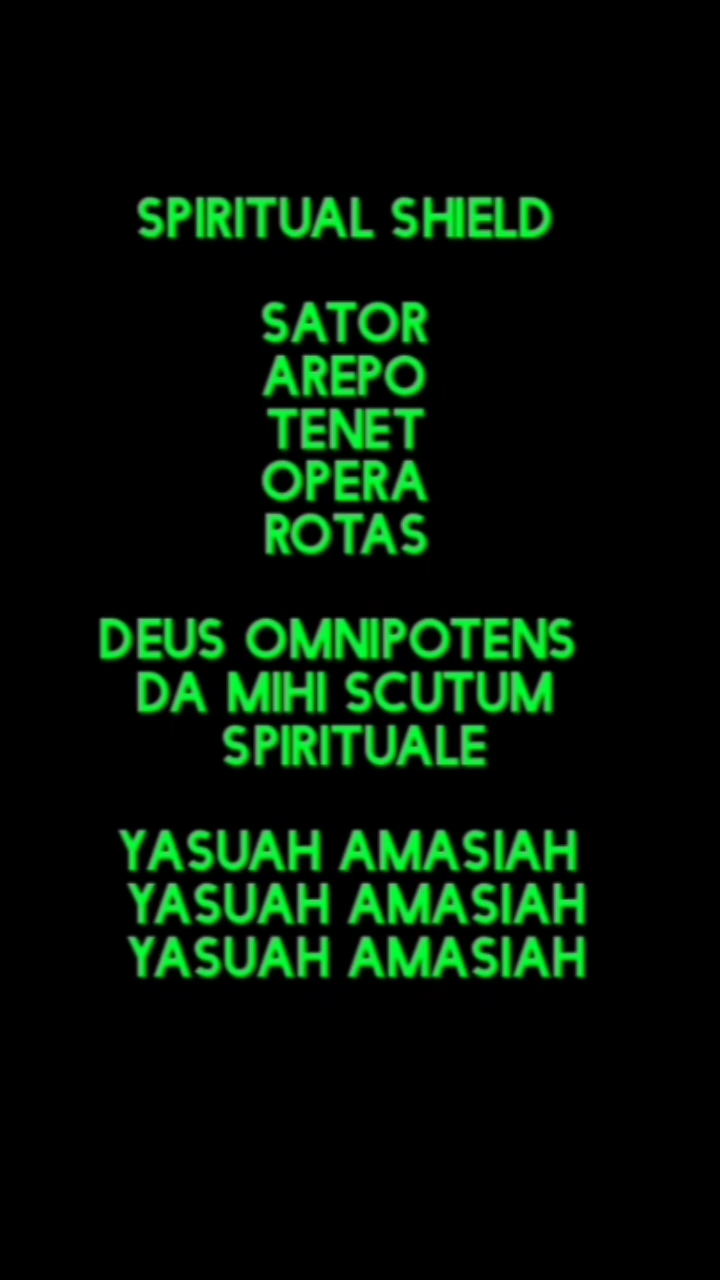 SPIRITUAL SHIELD
SATOR
AREPO
TENET
OPERA
ROTAS
DEUS OMNIPOTENS
DA MIHI SCUTUM
SPIRITUALE
YASUAH AMASIAH
YASUAH AMASIAH
YASUAH AMASIAH